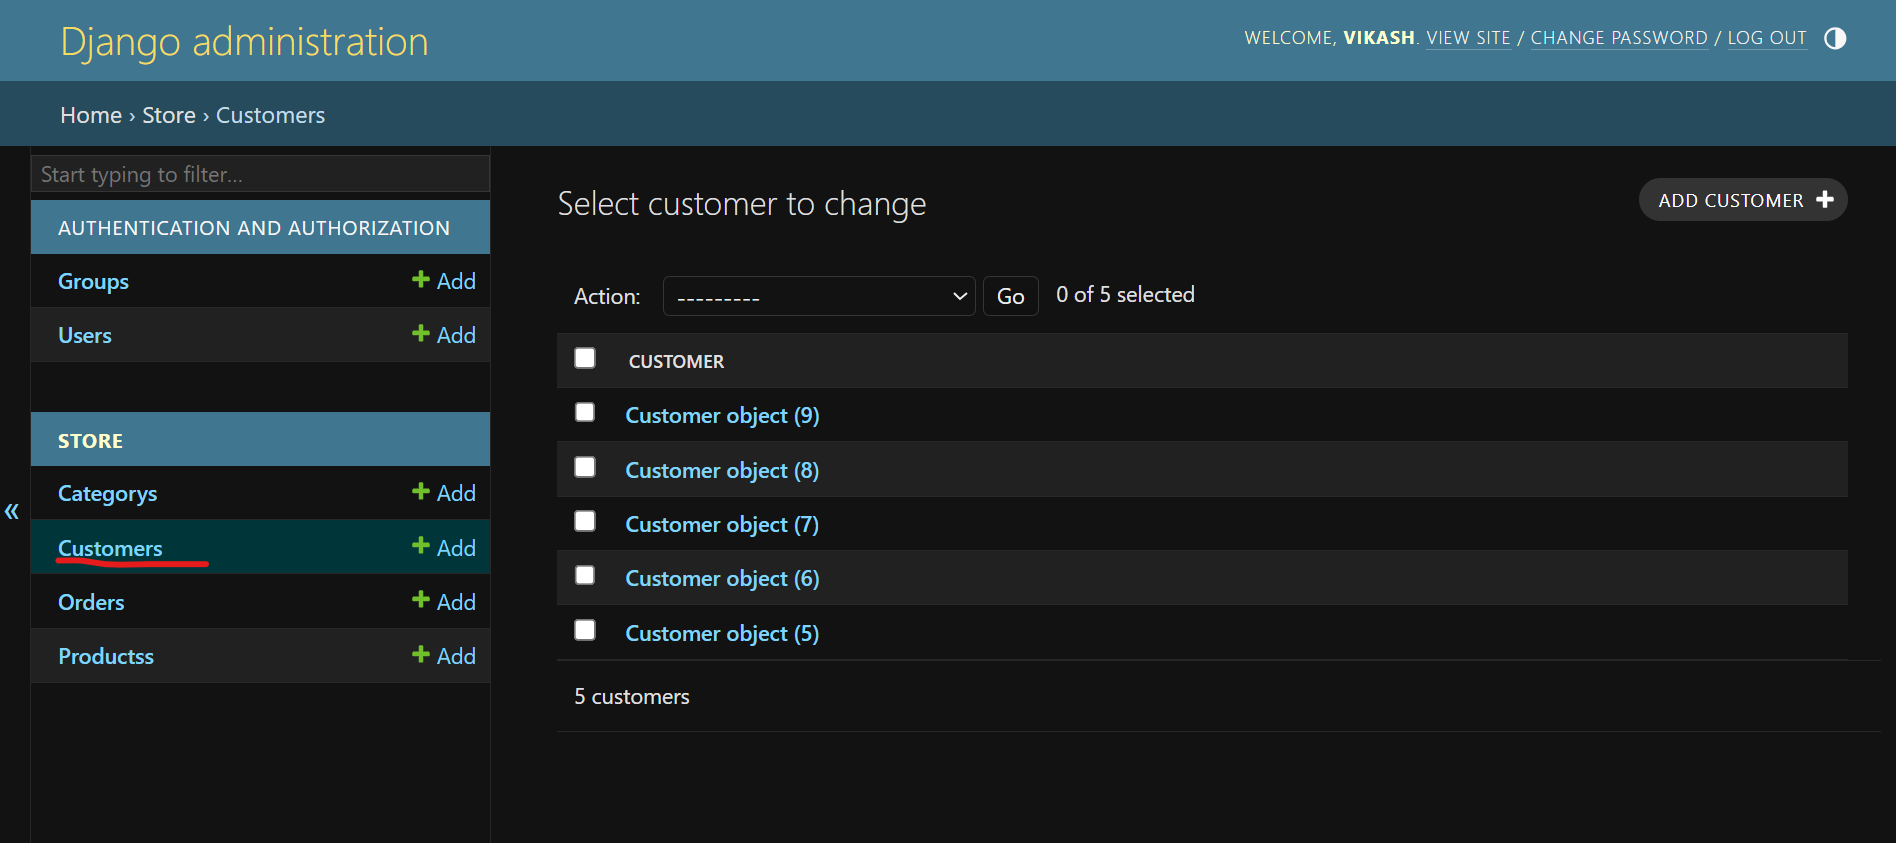 Django administration
WELCOME, VIKASH. VIEW SITE / CHANGE PASSWORD / LOG OUT
Home › Store › Customers
Start typing to filter...
AUTHENTICATION AND AUTHORIZATION
Groups + Add
Users + Add
STORE
Categorys + Add
Customers + Add
Orders + Add
Productss + Add
«
Select customer to change
ADD CUSTOMER +
Action: --------- Go 0 of 5 selected
CUSTOMER
Customer object (9)
Customer object (8)
Customer object (7)
Customer object (6)
Customer object (5)
5 customers